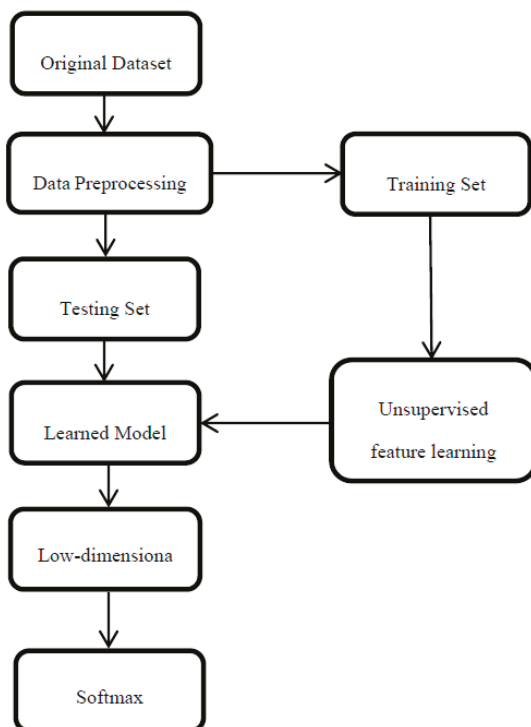 Original Dataset
Data Preprocessing
Training Set
Testing Set
Learned Model
Unsupervised
feature learning
Low-dimensiona
Softmax